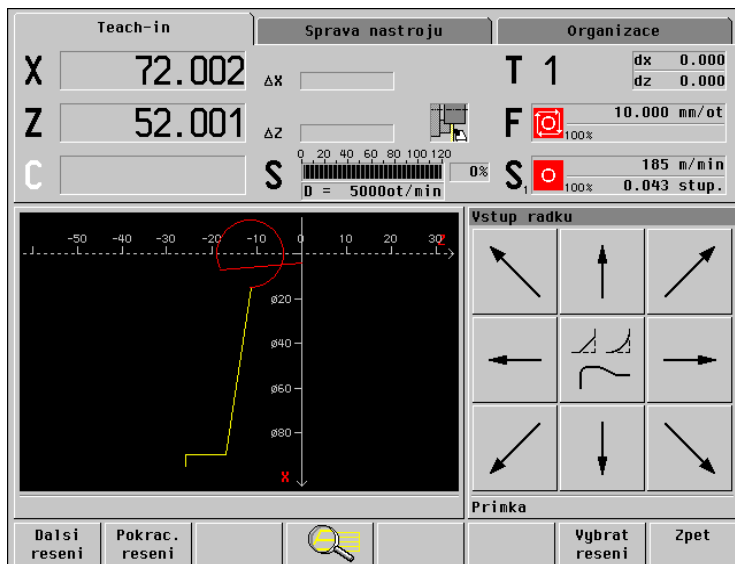 Teach-in Sprava nastroju Organizace
X 72.002 ΔX T 1 dx 0.000
dz 0.000
Z 52.001 ΔZ F 100% 10.000 mm/ot
C S 0 20 40 60 80 100 120 0%
D = 5000ot/min
S1 100% 185 m/min
0.043 stup.
Vstup radku
-50 -40 -30 -20 -10 0 10 20 30 Z
ø20
ø40
ø60
ø80
X
Primka
Dalsi reseni
Pokrac. reseni
Vybrat reseni
Zpet